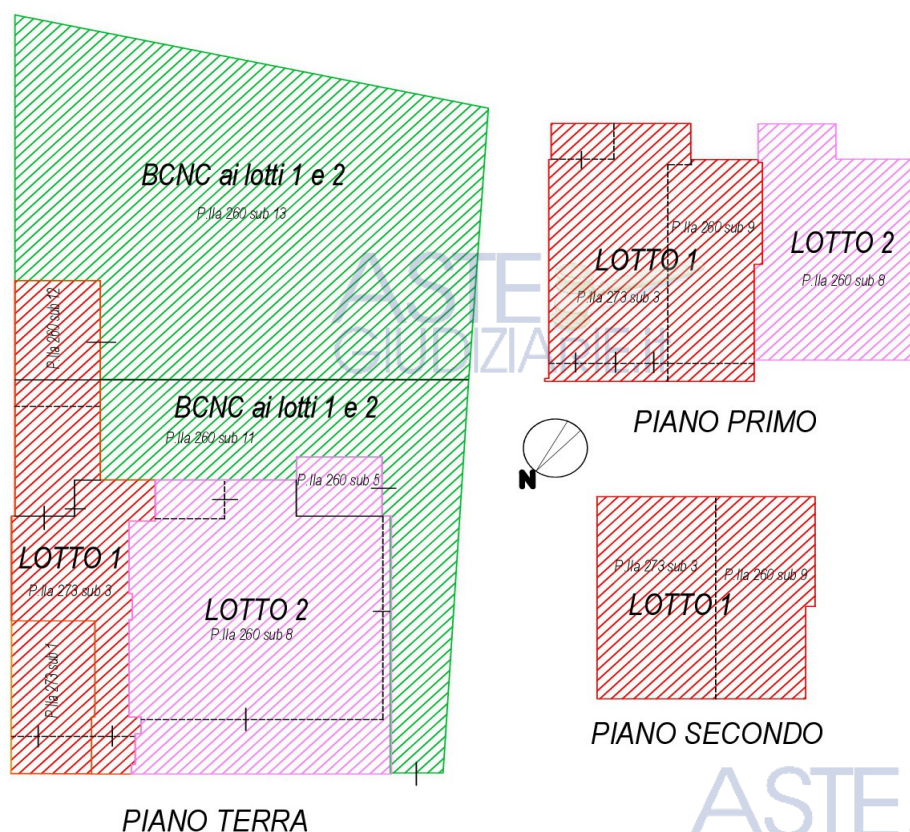 BCNC ai lotti 1 e 2
P.lla 260 sub 13
P.lla 260 sub 12
BCNC ai lotti 1 e 2
P.lla 260 sub 11
P.lla 260 sub 5
LOTTO 1
P.lla 273 sub 3
LOTTO 2
P.lla 260 sub 8
P.lla 273 sub 1
PIANO TERRA
P.lla 260 sub 9
LOTTO 1
P.lla 273 sub 3
LOTTO 2
P.lla 260 sub 8
PIANO PRIMO
N
P.lla 273 sub 3
P.lla 260 sub 9
LOTTO 1
PIANO SECONDO
ASTE
GIUDIZIARIE.it
ASTE